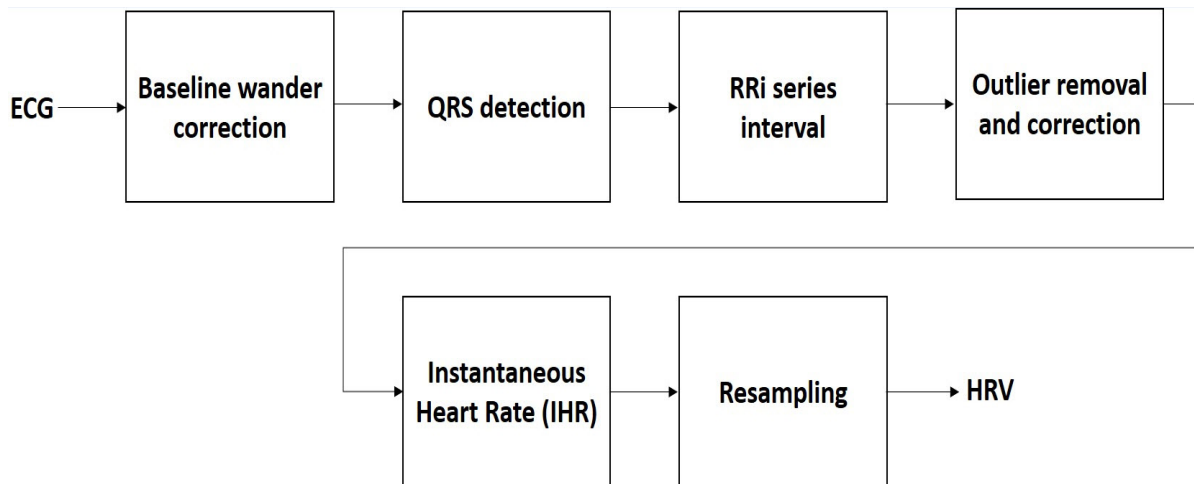 ECG
Baseline wander
correction
QRS detection
RRi series
interval
Outlier removal
and correction
Instantaneous
Heart Rate (IHR)
Resampling
HRV